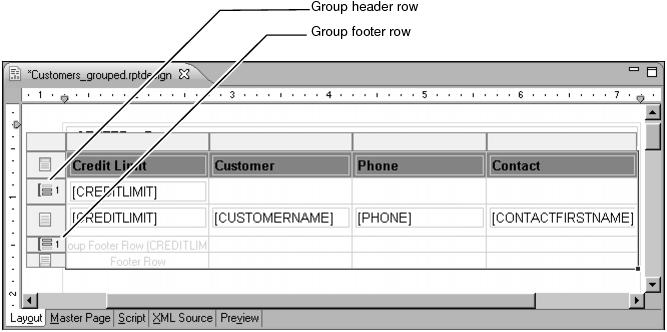 Group header row
Group footer row
*Customers_grouped.rptdesign
1 3 4 5 6 7
Credit Limit Customer Phone Contact
1 [CREDITLIMIT]
[CREDITLIMIT] [CUSTOMERNAME] [PHONE] [CONTACTFIRSTNAME]
1 oup Footer Row (CREDITLIM
Footer Row
1
2
Layout Master Page Script XML Source Preview